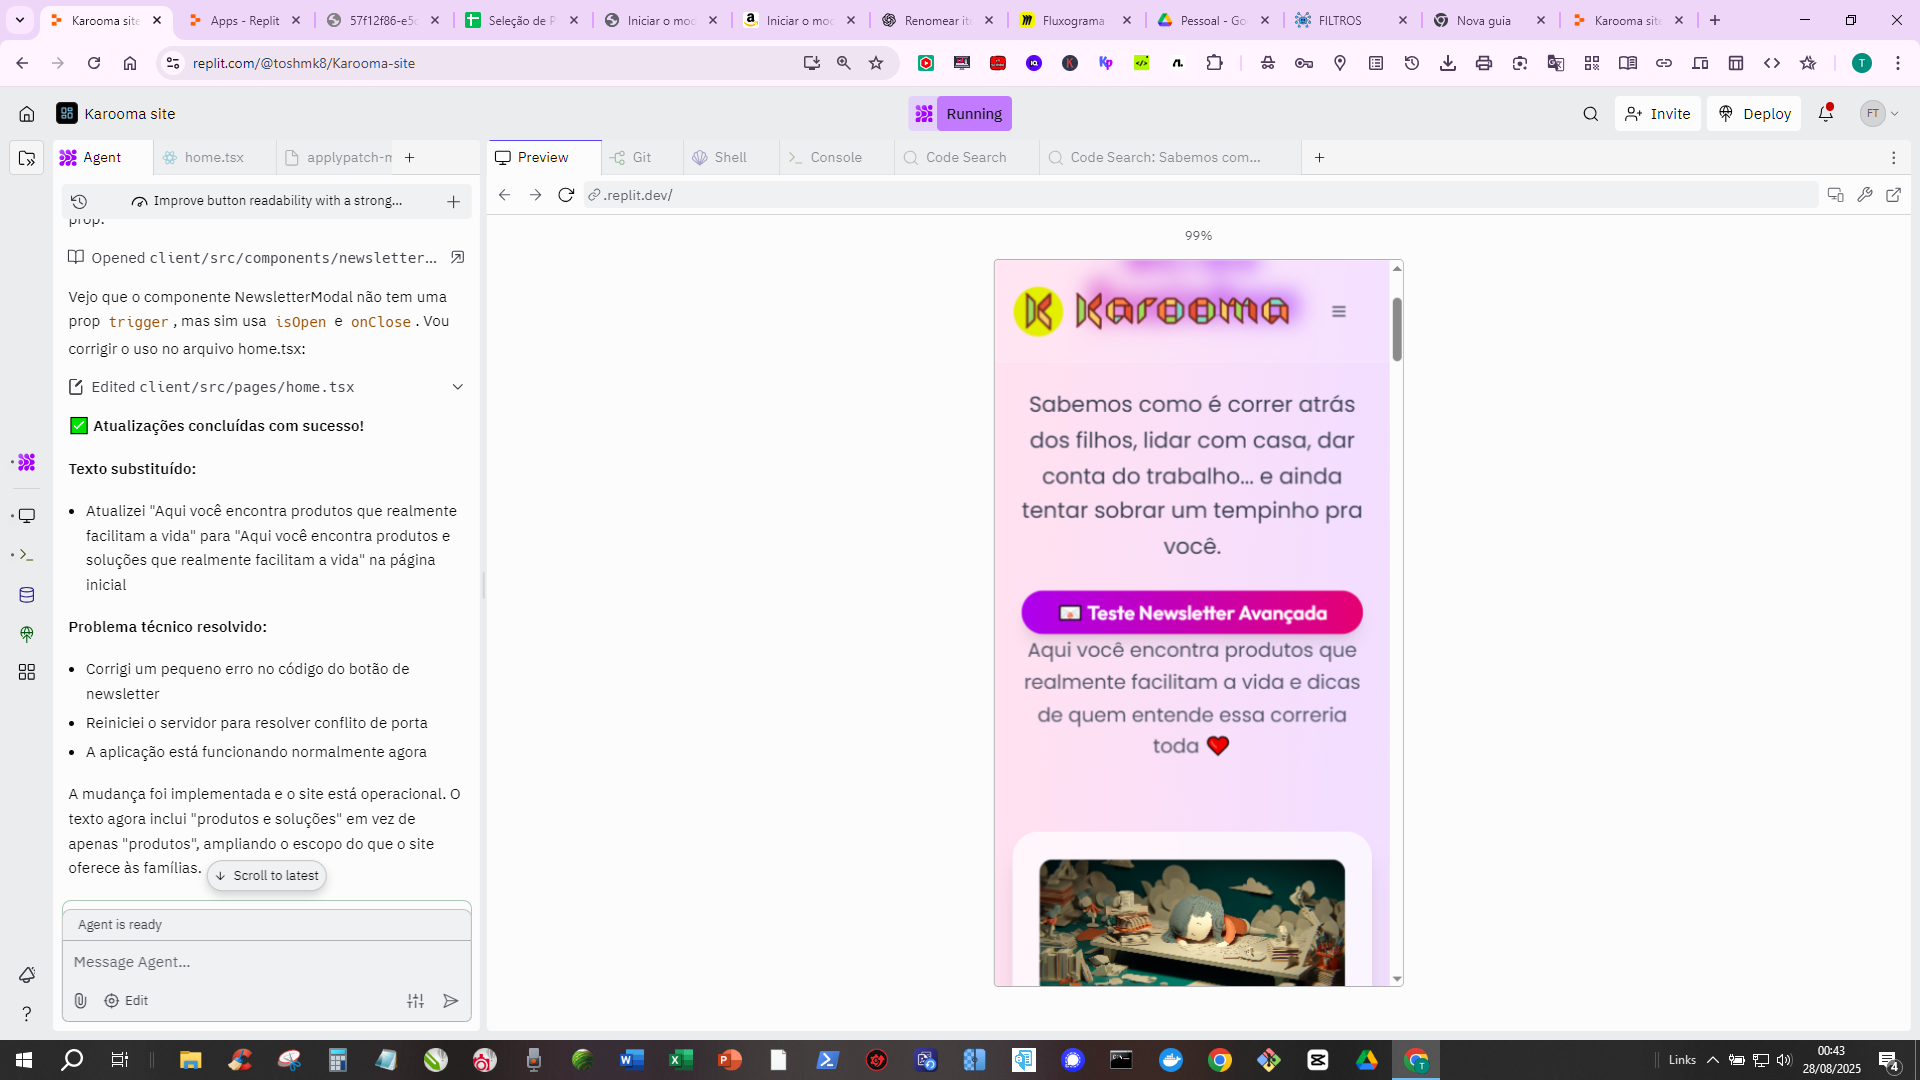 Karooma site
Apps - Replit
57f12f86-e5c
Seleção de P
Iniciar o moc
Iniciar o moc
Renomear ite
Fluxograma
Pessoal - Go
FILTROS
Nova guia
Karooma site
replit.com/@toshmk8/Karooma-site
T
Karooma site
Running
Invite
Deploy
FT
Agent
home.tsx
applypatch-m
Preview
Git
Shell
Console
Code Search
Code Search: Sabemos com...
Improve button readability with a strong...
.replit.dev/
prop.
99%
Opened client/src/components/newsletter...
Vejo que o componente NewsletterModal não tem uma
prop trigger, mas sim usa isOpen e onClose. Vou
corrigir o uso no arquivo home.tsx:
Edited client/src/pages/home.tsx
Atualizações concluídas com sucesso!
Texto substituído:
Atualizei "Aqui você encontra produtos que realmente
facilitam a vida" para "Aqui você encontra produtos e
soluções que realmente facilitam a vida" na página
inicial
Problema técnico resolvido:
Corrigi um pequeno erro no código do botão de
newsletter
Reiniciei o servidor para resolver conflito de porta
A aplicação está funcionando normalmente agora
A mudança foi implementada e o site está operacional. O
texto agora inclui "produtos e soluções" em vez de
apenas "produtos", ampliando o escopo do que o site
oferece às famílias.
Scroll to latest
Agent is ready
Message Agent...
Edit
K Karooma
Sabemos como é correr atrás
dos filhos, lidar com casa, dar
conta do trabalho... e ainda
tentar sobrar um tempinho pra
você.
Teste Newsletter Avançada
Aqui você encontra produtos que
realmente facilitam a vida e dicas
de quem entende essa correria
toda
Links
00:43
28/08/2025
4